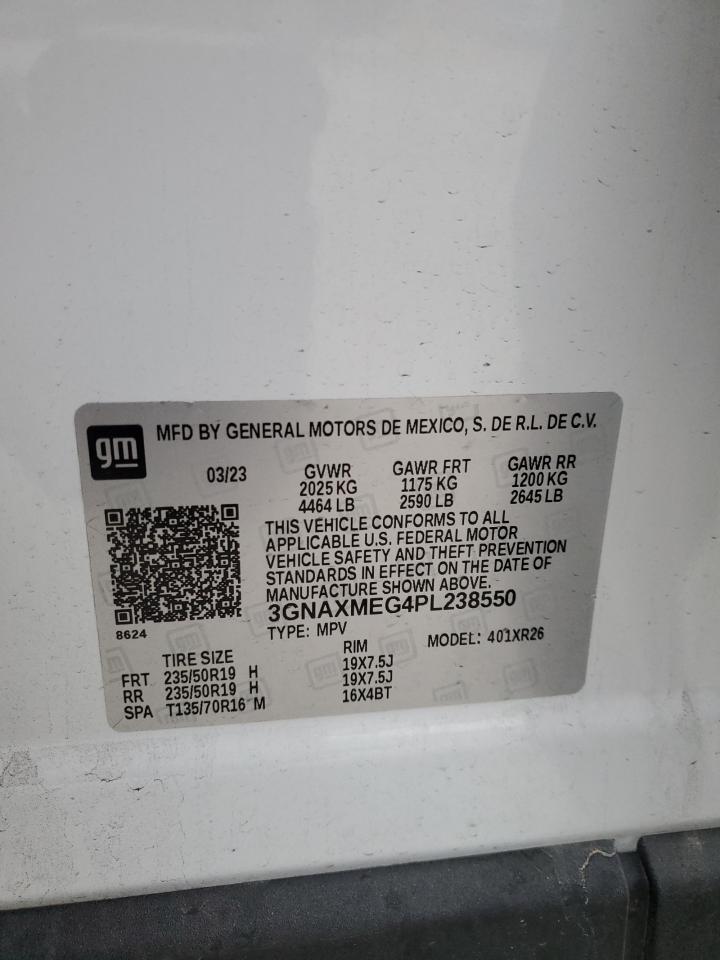 gm
MFD BY GENERAL MOTORS DE MEXICO, S. DE R.L. DE C.V.
03/23 GVWR GAWR FRT GAWR RR
2025 KG 1175 KG 1200 KG
4464 LB 2590 LB 2645 LB
THIS VEHICLE CONFORMS TO ALL
APPLICABLE U.S. FEDERAL MOTOR
VEHICLE SAFETY AND THEFT PREVENTION
STANDARDS IN EFFECT ON THE DATE OF
MANUFACTURE SHOWN ABOVE.
3GNAXMEG4PL238550
8624 TYPE: MPV MODEL: 401XR26
TIRE SIZE RIM
FRT 235/50R19 H 19X7.5J
RR 235/50R19 H 19X7.5J
SPA T135/70R16 M 16X4BT